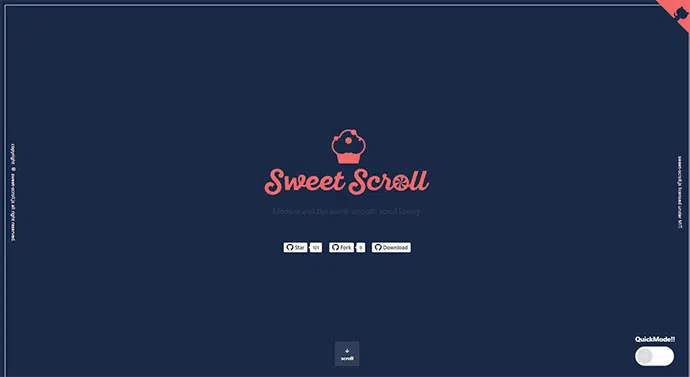 Sweet Scroll
Modern and the sweet smooth scroll library
Star 101 Fork 9 Download
copyright © sweet-scroll.js all right reserved.
sweet-scroll.js licensed under MIT.
scroll
QuickMode!!